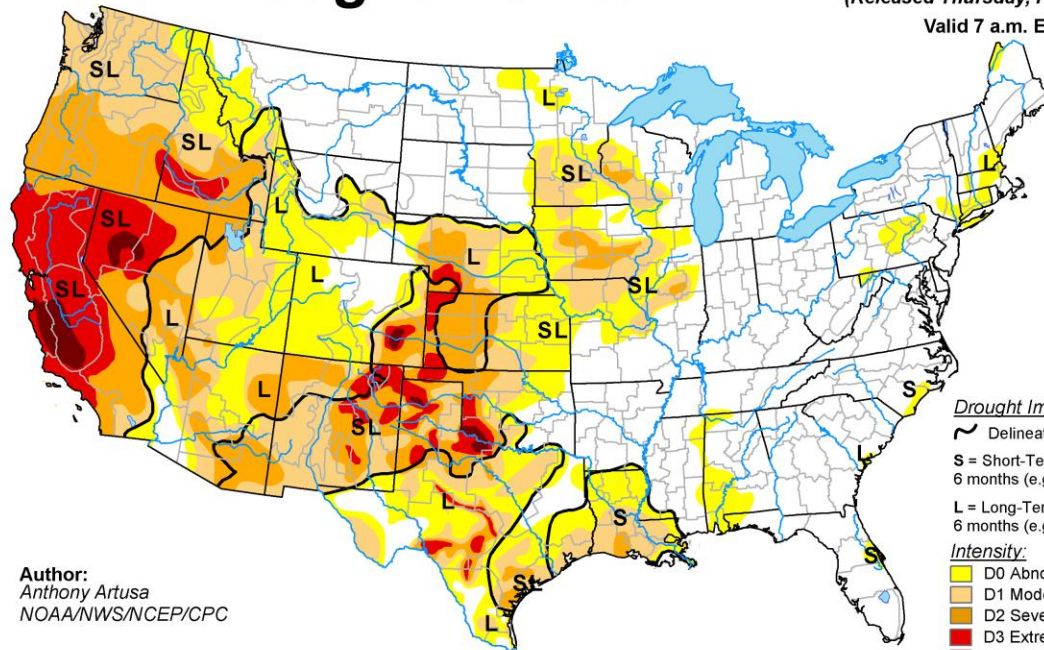 (Released Thursday,
Valid 7 a.m. E
SL
L
SL
SL
L
L
L
SL
L
SL
SL
SL
L
L
SL
L
SL
L
S
S
L
S
L
Drought Im
Delineat
S = Short-Te
6 months (e.g
L = Long-Ter
6 months (e.g
Intensity:
D0 Abno
D1 Mode
D2 Seve
D3 Extre
Author:
Anthony Artusa
NOAA/NWS/NCEP/CPC